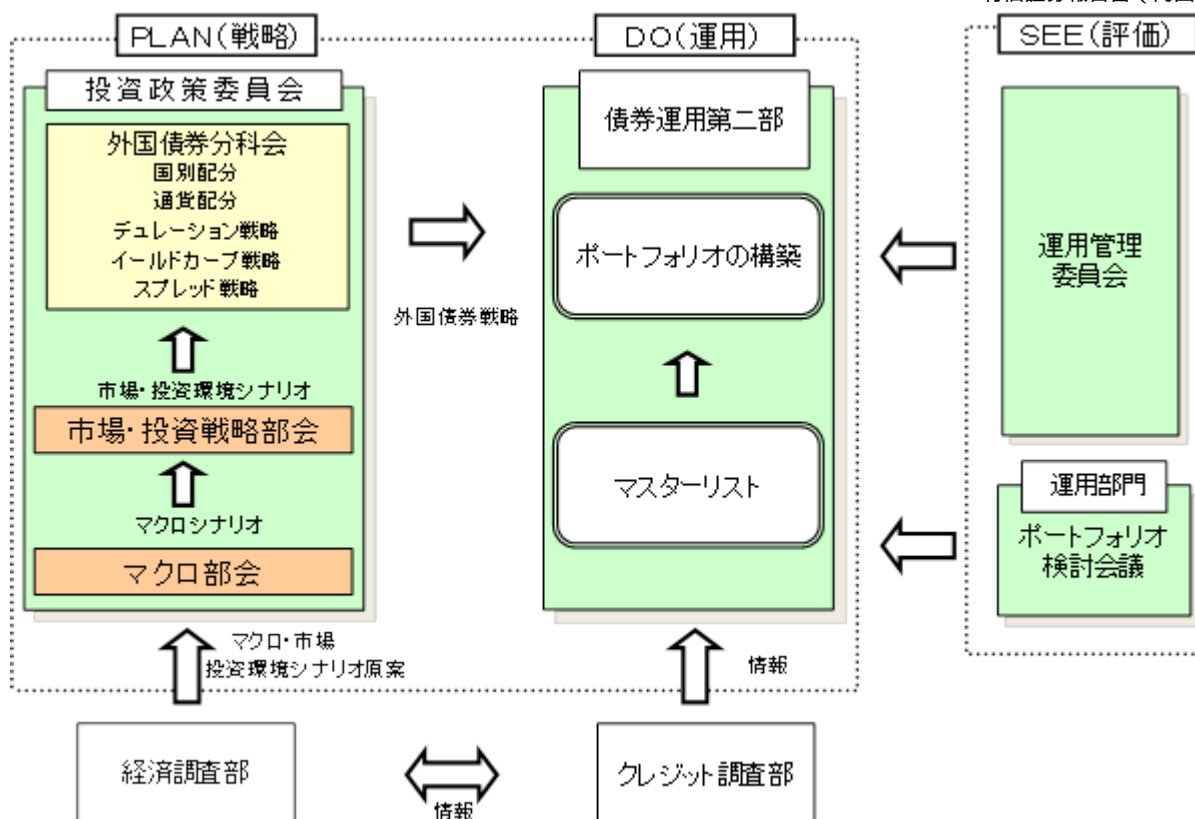 PLAN(戦略)
投資政策委員会
外国債券分科会
国別配分
通貨配分
デュレーション戦略
イールドカーブ戦略
スプレッド戦略
市場・投資環境シナリオ
市場・投資戦略部会
マクロシナリオ
マクロ部会
マクロ・市場
投資環境シナリオ原案
経済調査部
外国債券戦略
情報
DO(運用)
債券運用第二部
ポートフォリオの構築
マスターリスト
情報
クレジット調査部
SEE(評価)
運用管理
委員会
運用部門
ポートフォリオ
検討会議